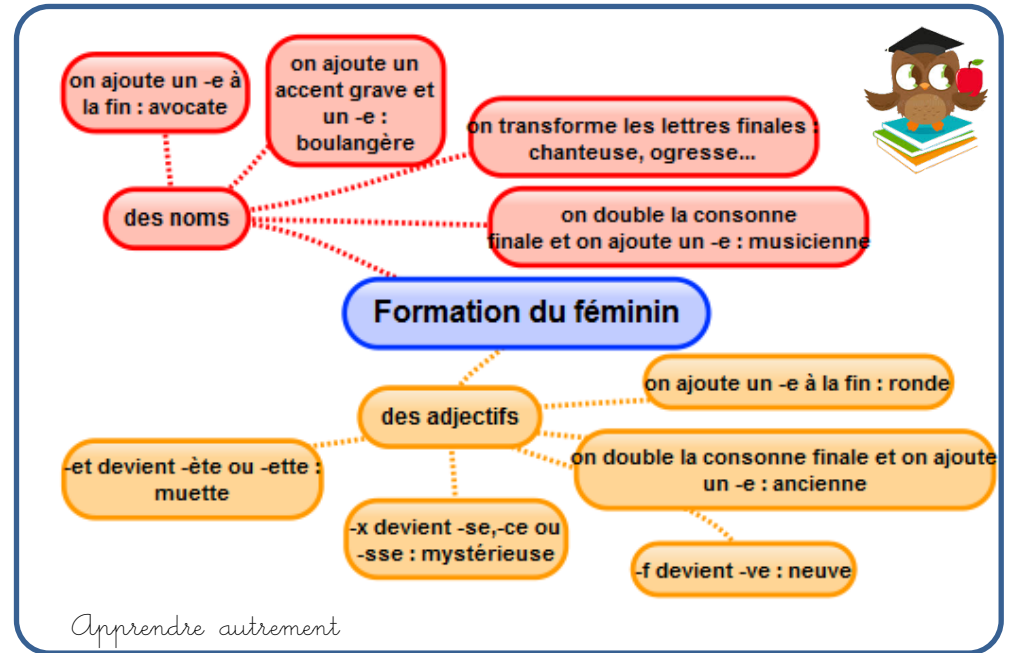 on ajoute un -e à
la fin : avocate
on ajoute un
accent grave et
un -e :
boulangère
on transforme les lettres finales :
chanteuse, ogresse...
des noms
on double la consonne
finale et on ajoute un -e : musicienne
Formation du féminin
des adjectifs
on ajoute un -e à la fin : ronde
-et devient -ète ou -ette :
muette
on double la consonne finale et on ajoute
un -e : ancienne
-x devient -se,-ce ou
-sse : mystérieuse
-f devient -ve : neuve
Apprendre autrement